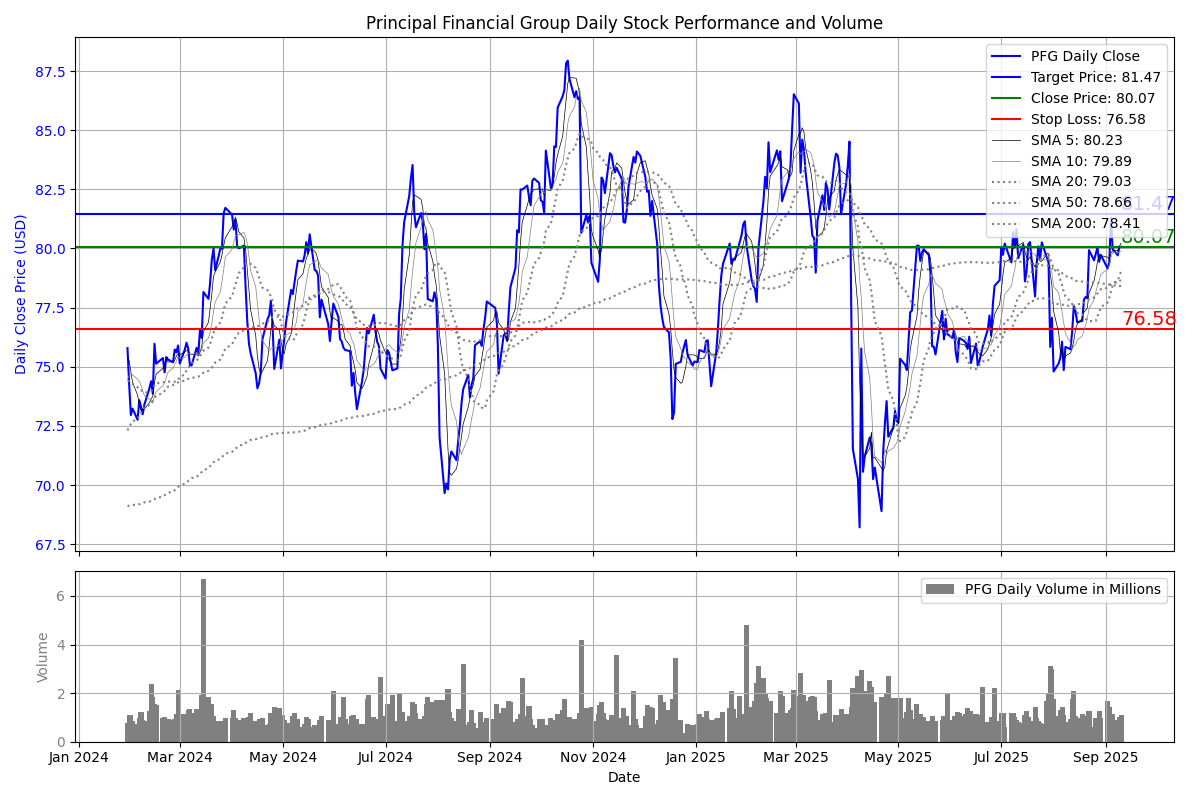 Principal Financial Group Daily Stock Performance and Volume
Daily Close Price (USD)
87.5
85.0
82.5
80.0
77.5
75.0
72.5
70.0
67.5
PFG Daily Close
Target Price: 81.47
Close Price: 80.07
Stop Loss: 76.58
SMA 5: 80.23
SMA 10: 79.89
SMA 20: 79.03
SMA 50: 78.66
SMA 200: 78.41
81.47
80.07
76.58
Volume
6
4
2
0
PFG Daily Volume in Millions
Jan 2024 Mar 2024 May 2024 Jul 2024 Sep 2024 Nov 2024 Jan 2025 Mar 2025 May 2025 Jul 2025 Sep 2025
Date